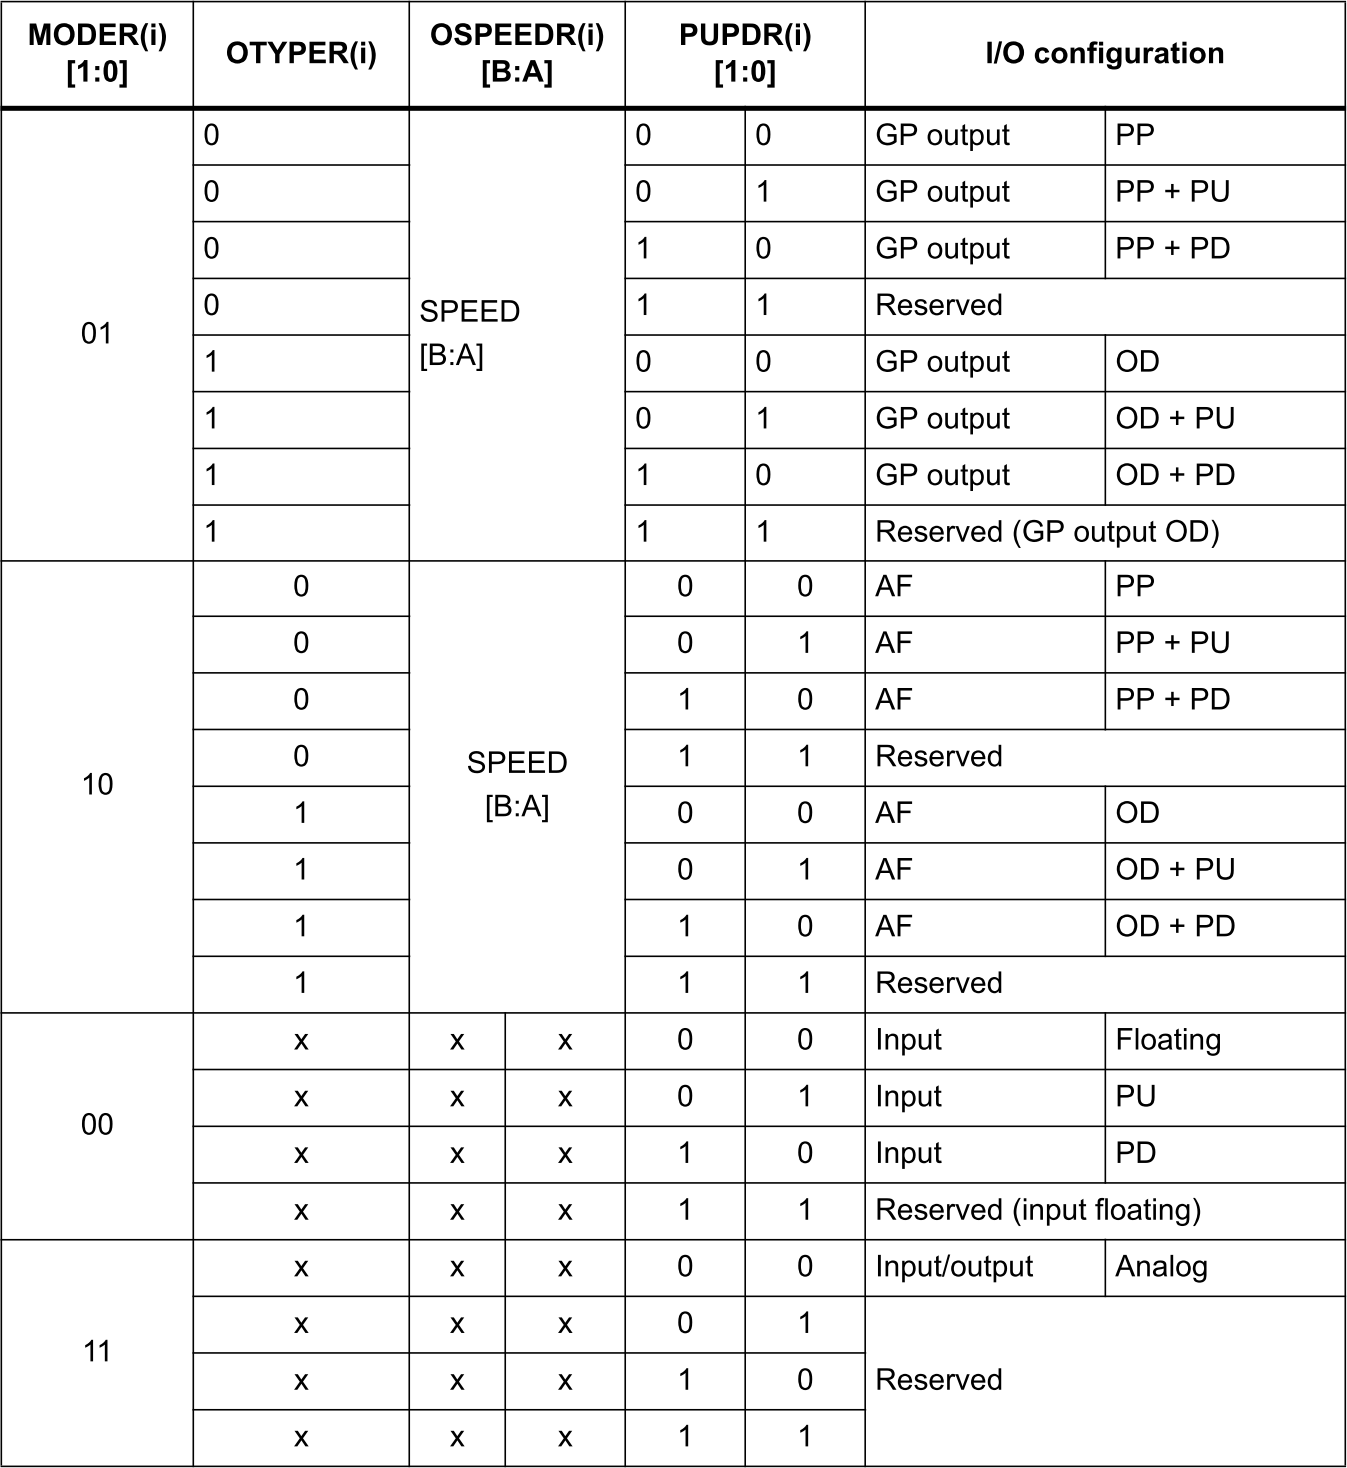 MODER(i) [1:0] OTYPER(i) OSPEEDR(i) [B:A] PUPDR(i) [1:0] I/O configuration
01 0 SPEED [B:A] 0 0 GP output PP
0 0 1 GP output PP + PU
0 1 0 GP output PP + PD
0 1 1 Reserved
1 0 0 GP output OD
1 0 1 GP output OD + PU
1 1 0 GP output OD + PD
1 1 1 Reserved (GP output OD)
10 0 SPEED [B:A] 0 0 AF PP
0 0 1 AF PP + PU
0 1 0 AF PP + PD
0 1 1 Reserved
1 0 0 AF OD
1 0 1 AF OD + PU
1 1 0 AF OD + PD
1 1 1 Reserved
00 x x x 0 0 Input Floating
x x x 0 1 Input PU
x x x 1 0 Input PD
x x x 1 1 Reserved (input floating)
11 x x x 0 0 Input/output Analog
x x x 0 1 Reserved
x x x 1 0
x x x 1 1